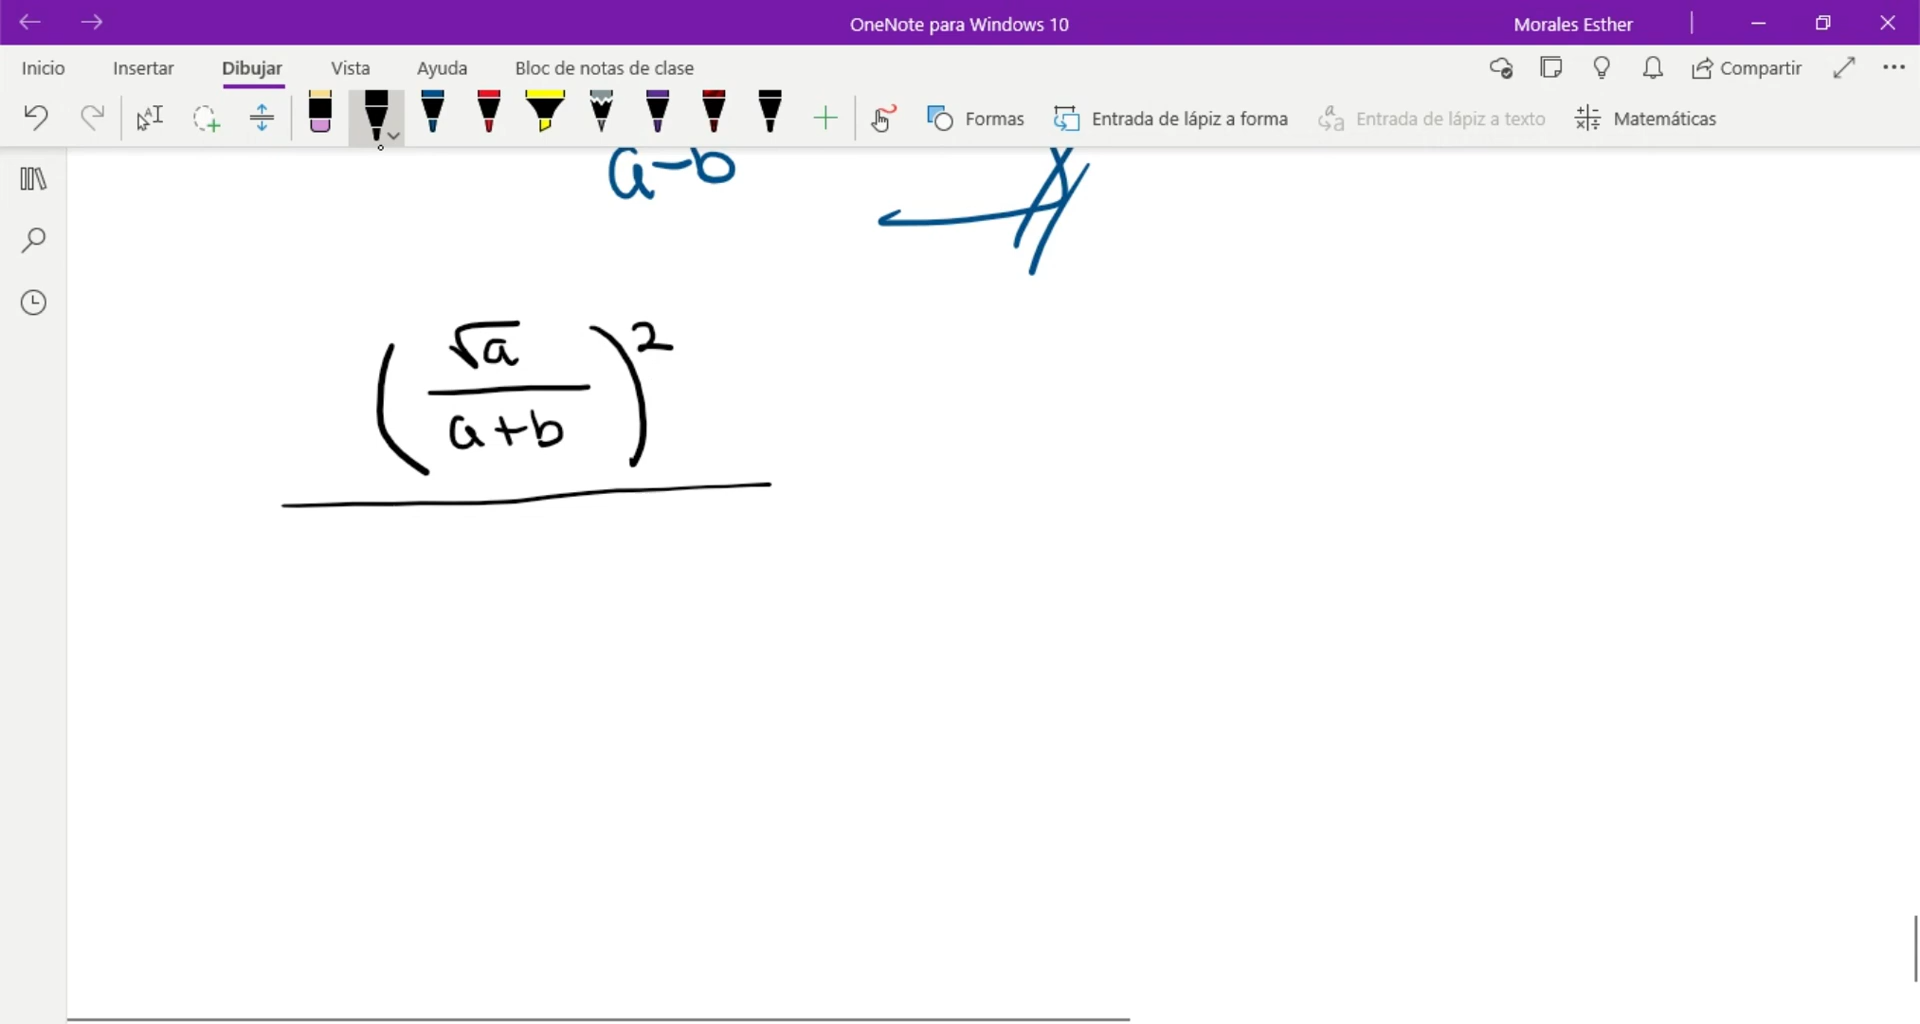 OneNote para Windows 10
Morales Esther
Inicio Insertar Dibujar Vista Ayuda Bloc de notas de clase
Compartir
Formas Entrada de lápiz a forma Entrada de lápiz a texto Matemáticas
a-b
(√a / a+b)²